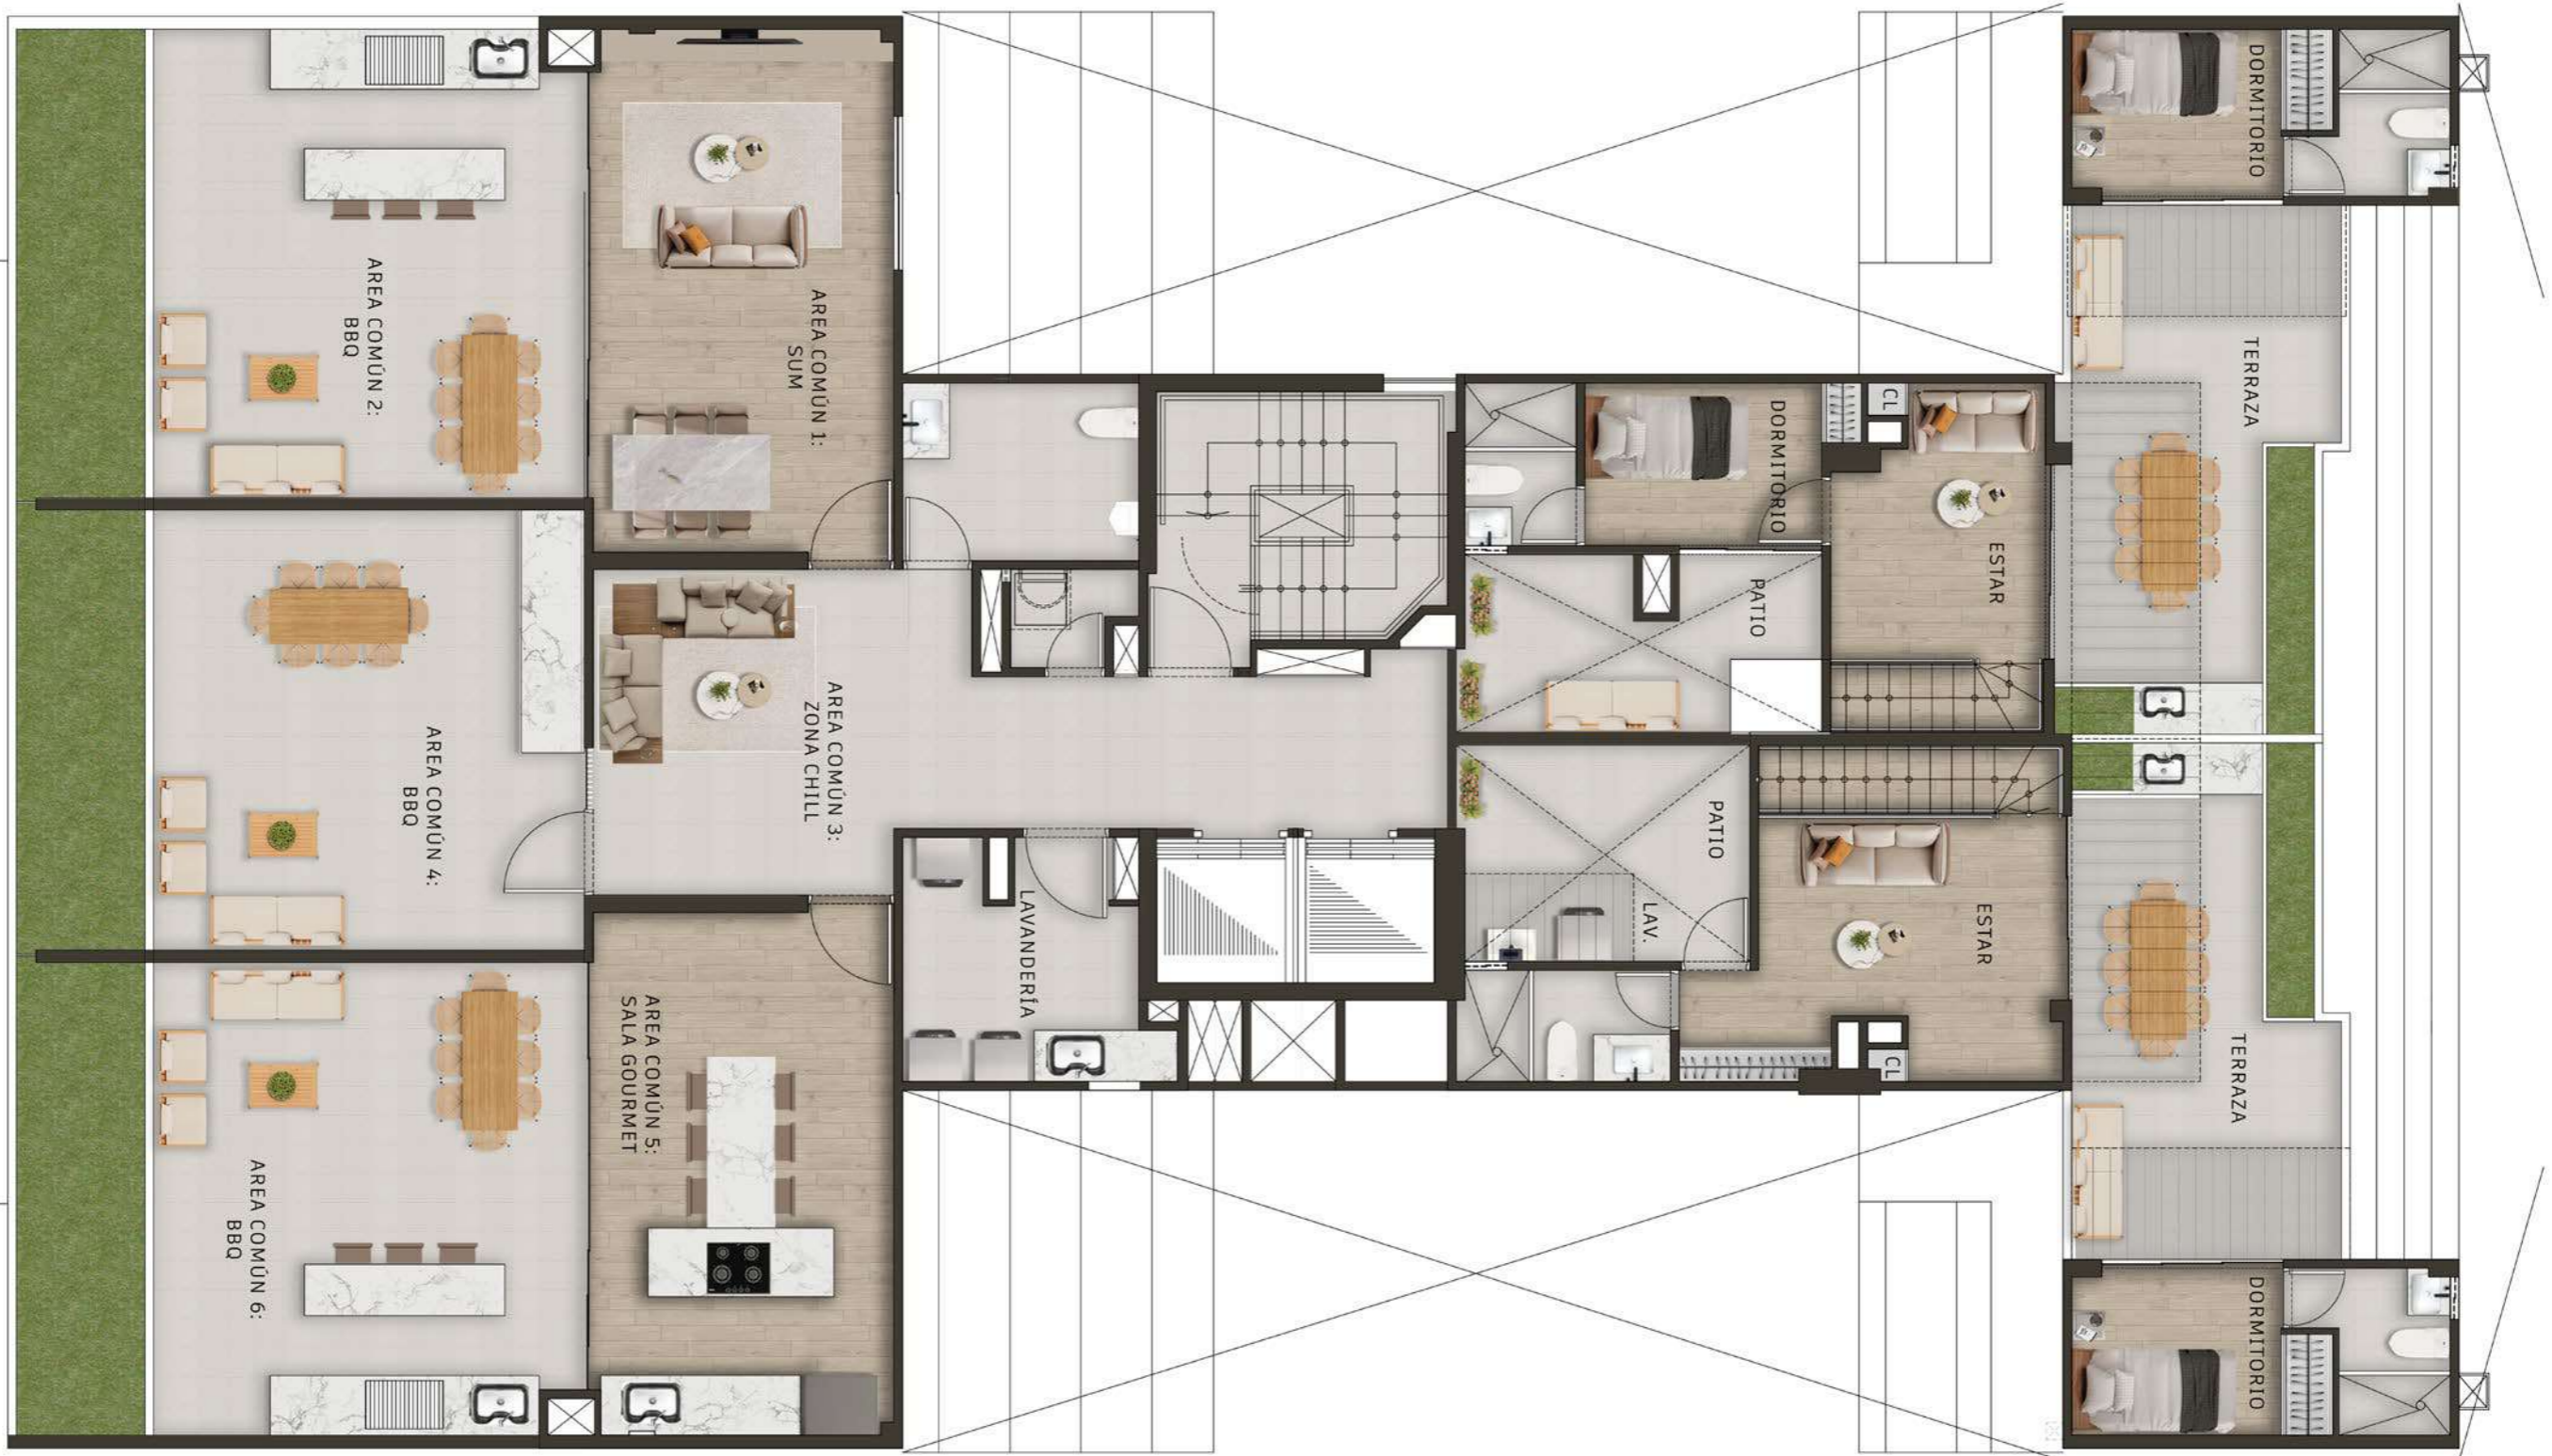 AREA COMÚN 2:
BBQ
AREA COMÚN 1:
SUM
DORMITORIO
TERRAZA
DORMITORIO
CL
ESTAR
PATIO
AREA COMÚN 4:
BBQ
AREA COMÚN 3:
ZONA CHILL
PATIO
LAV.
ESTAR
LAVANDERÍA
AREA COMÚN 5:
SALA GOURMET
CL
TERRAZA
AREA COMÚN 6:
BBQ
DORMITORIO